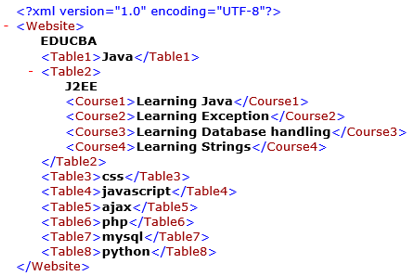 <?xml version="1.0" encoding="UTF-8"?>
- <Website>
EDUCBA
<Table1>Java</Table1>
- <Table2>
J2EE
<Course1>Learning Java</Course1>
<Course2>Learning Exception</Course2>
<Course3>Learning Database handling</Course3>
<Course4>Learning Strings</Course4>
</Table2>
<Table3>css</Table3>
<Table4>javascript</Table4>
<Table5>ajax</Table5>
<Table6>php</Table6>
<Table7>mysql</Table7>
<Table8>python</Table8>
</Website>